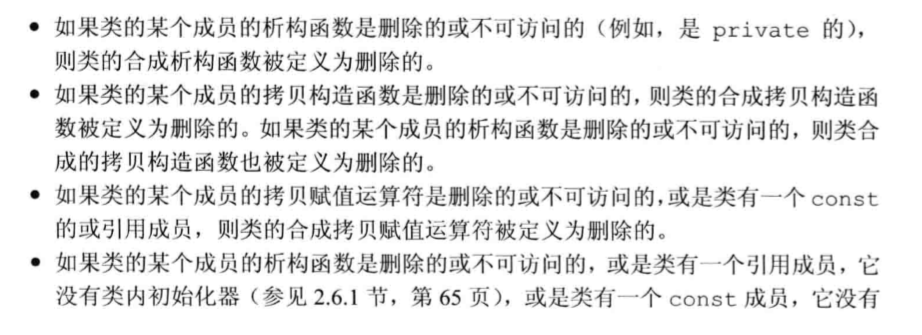 • 如果类的某个成员的析构函数是删除的或不可访问的（例如，是 private 的），
则类的合成析构函数被定义为删除的。
• 如果类的某个成员的拷贝构造函数是删除的或不可访问的，则类的合成拷贝构造函
数被定义为删除的。如果类的某个成员的析构函数是删除的或不可访问的，则类合
成的拷贝构造函数也被定义为删除的。
• 如果类的某个成员的拷贝赋值运算符是删除的或不可访问的，或是类有一个 const
的或引用成员，则类的合成拷贝赋值运算符被定义为删除的。
• 如果类的某个成员的析构函数是删除的或不可访问的，或是类有一个引用成员，它
没有类内初始化器（参见 2.6.1 节，第 65 页），或是类有一个 const 成员，它没有